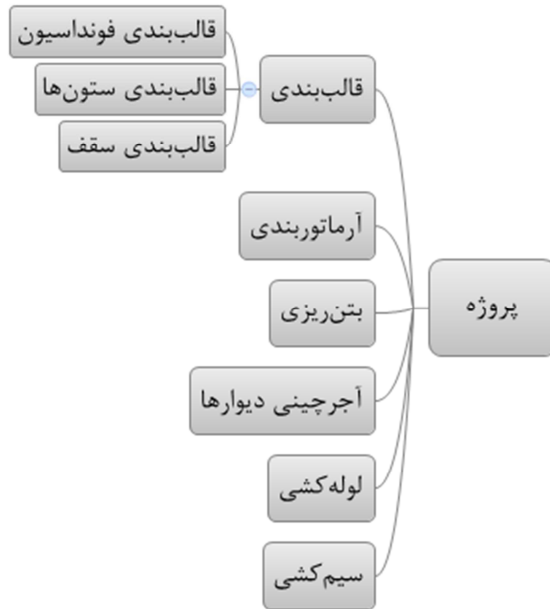 پروژه
قالب‌بندی
قالب‌بندی فونداسیون
قالب‌بندی ستون‌ها
قالب‌بندی سقف
آرماتوربندی
بتن‌ریزی
آجرچینی دیوارها
لوله‌کشی
سیم‌کشی